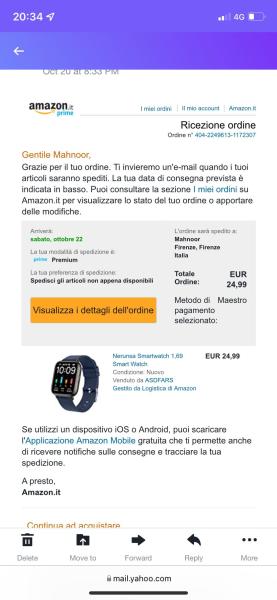 20:34
4G
Oct 20 at 8:33 PM
amazon.it
prime
I miei ordini | Il mio account | Amazon.it
Ricezione ordine
Ordine n° 404-2249613-1172307
Gentile Mahnoor,
Grazie per il tuo ordine. Ti invieremo un'e-mail quando i tuoi
articoli saranno spediti. La tua data di consegna prevista è
indicata in basso. Puoi consultare la sezione I miei ordini su
Amazon.it per visualizzare lo stato del tuo ordine o apportare
delle modifiche.
Arriverà:
sabato, ottobre 22
La tua modalità di spedizione è:
prime Premium
La tua preferenza di spedizione:
Spedisci gli articoli non appena disponibili
Visualizza i dettagli dell'ordine
L'ordine sarà spedito a:
Mahnoor
Firenze, Firenze
Italia
Totale EUR
Ordine: 24,99
Metodo di Maestro
pagamento
selezionato:
Nerunsa Smartwatch 1,69 EUR 24,99
Smart Watch
Condizione: Nuovo
Venduto da ASDFARS
Gestito da Logistica di Amazon
Se utilizzi un dispositivo iOS o Android, puoi scaricare
l'Applicazione Amazon Mobile gratuita che ti permette anche
di ricevere notifiche sulle consegne e tracciare la tua
spedizione.
A presto,
Amazon.it
Continua ad acquistare
Delete Move to Forward Reply More
mail.yahoo.com